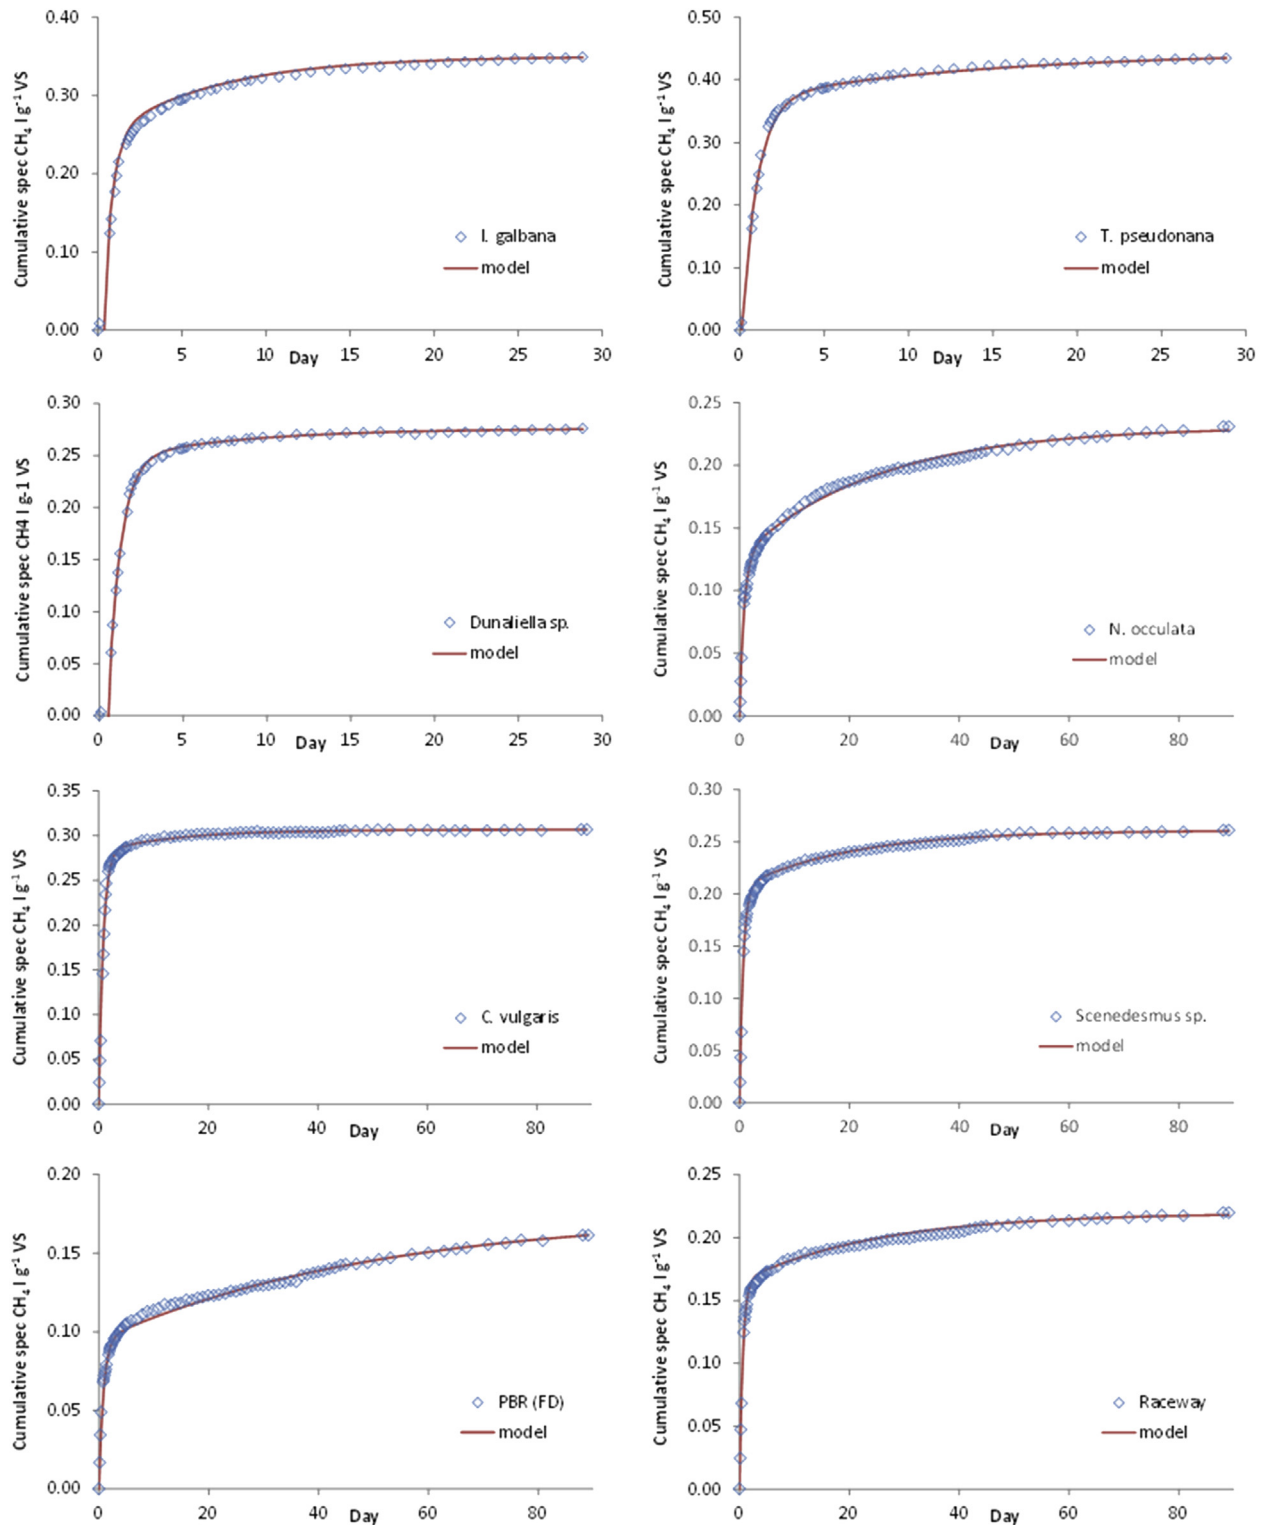 0.40
0.30
0.20
0.10
0.00
Cumulative spec CH₄ l g⁻¹ VS
I. galbana
model
0 5 10 15 20 25 30
Day
0.50
0.40
0.30
0.20
0.10
0.00
Cumulative spec CH₄ l g⁻¹ VS
T. pseudonana
model
0 5 10 15 20 25 30
Day
0.30
0.25
0.20
0.15
0.10
0.05
0.00
Cumulative spec CH4 l g-1 VS
Dunaliella sp.
model
0 5 10 15 20 25 30
Day
0.25
0.20
0.15
0.10
0.05
0.00
Cumulative spec CH₄ l g⁻¹ VS
N. occulata
model
0 20 40 60 80
Day
0.35
0.30
0.25
0.20
0.15
0.10
0.05
0.00
Cumulative spec CH₄ l g⁻¹ VS
C. vulgaris
model
0 20 40 60 80
Day
0.30
0.25
0.20
0.15
0.10
0.05
0.00
Cumulative spec CH₄ l g⁻¹ VS
Scenedesmus sp.
model
0 20 40 60 80
Day
0.20
0.15
0.10
0.05
0.00
Cumulative spec CH₄ l g⁻¹ VS
PBR (FD)
model
0 20 40 60 80
Day
0.25
0.20
0.15
0.10
0.05
0.00
Cumulative spec CH₄ l g⁻¹ VS
Raceway
model
0 20 40 60 80
Day